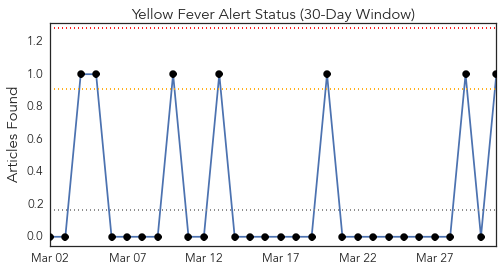 Yellow Fever Alert Status (30-Day Window)
Articles Found
1.2
1.0
0.8
0.6
0.4
0.2
0.0
Mar 02 Mar 07 Mar 12 Mar 17 Mar 22 Mar 27